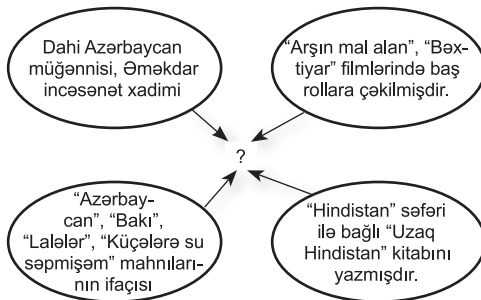 Dahi Azərbaycan
müğənnisi, Əməkdar
incəsənət xadimi
“Arşın mal alan”, “Bəx-
tiyar” filmlərində baş
rollara çəkilmişdir.
?
“Azərbay-
can”, “Bakı”,
“Lalələr”, “Küçələrə su
səpmişəm” mahnıları-
nın ifaçısı
“Hindistan” səfəri
ilə bağlı “Uzaq
Hindistan” kitabını
yazmışdır.